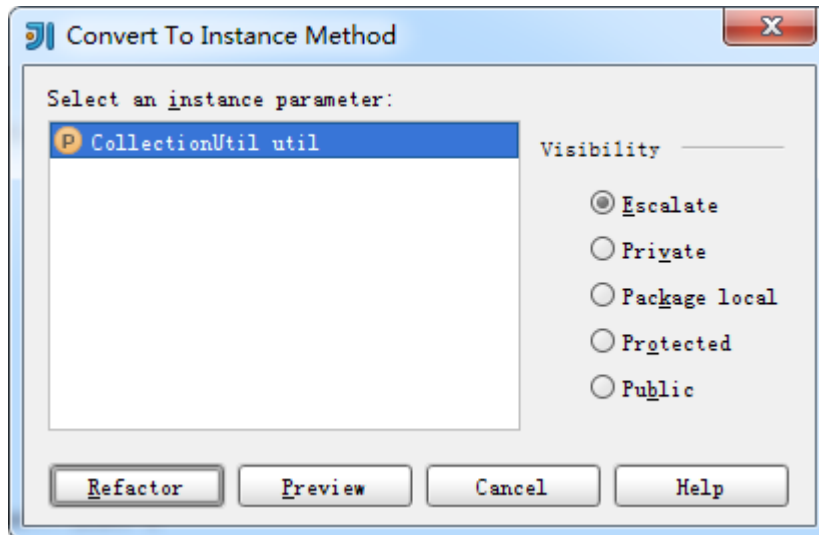 Convert To Instance Method
Select an instance parameter:
P CollectionUtil util
Visibility
Escalate
Private
Package local
Protected
Public
Refactor
Preview
Cancel
Help